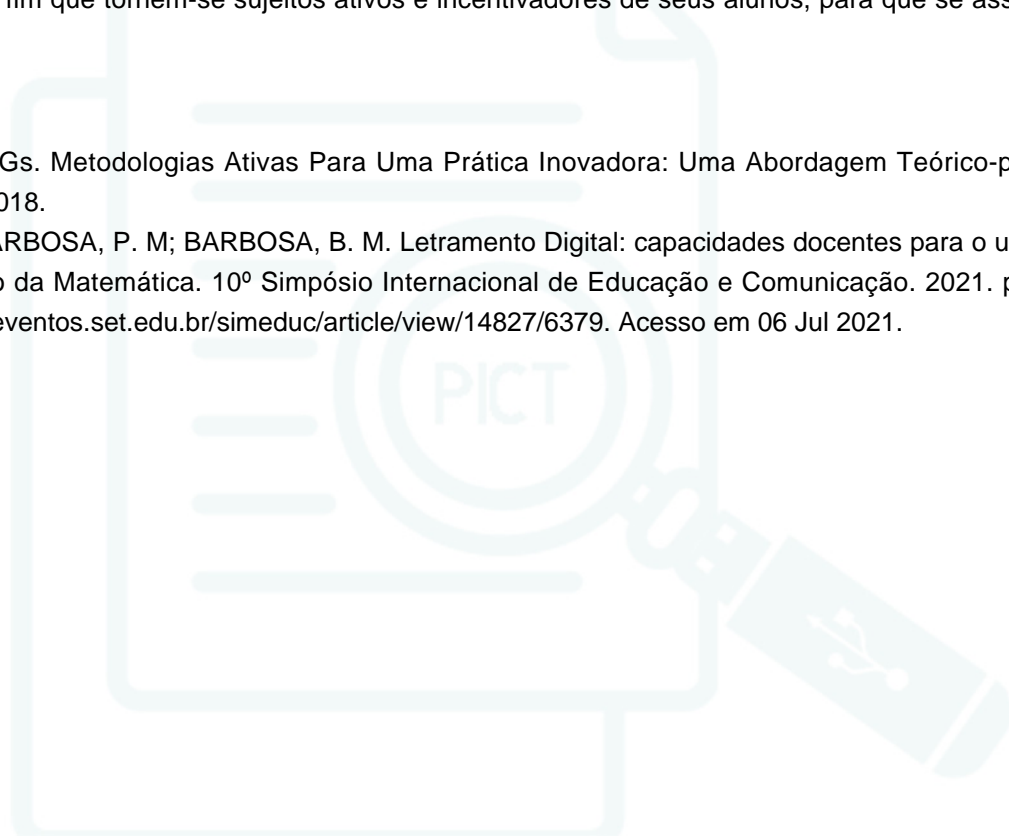 fim que tornem-se sujeitos ativos e incentivadores de seus alunos, para que se ass
Gs. Metodologias Ativas Para Uma Prática Inovadora: Uma Abordagem Teórico-p
018.
ARBOSA, P. M; BARBOSA, B. M. Letramento Digital: capacidades docentes para o u
o da Matemática. 10º Simpósio Internacional de Educação e Comunicação. 2021. p
eventos.set.edu.br/simeduc/article/view/14827/6379. Acesso em 06 Jul 2021.
PICT